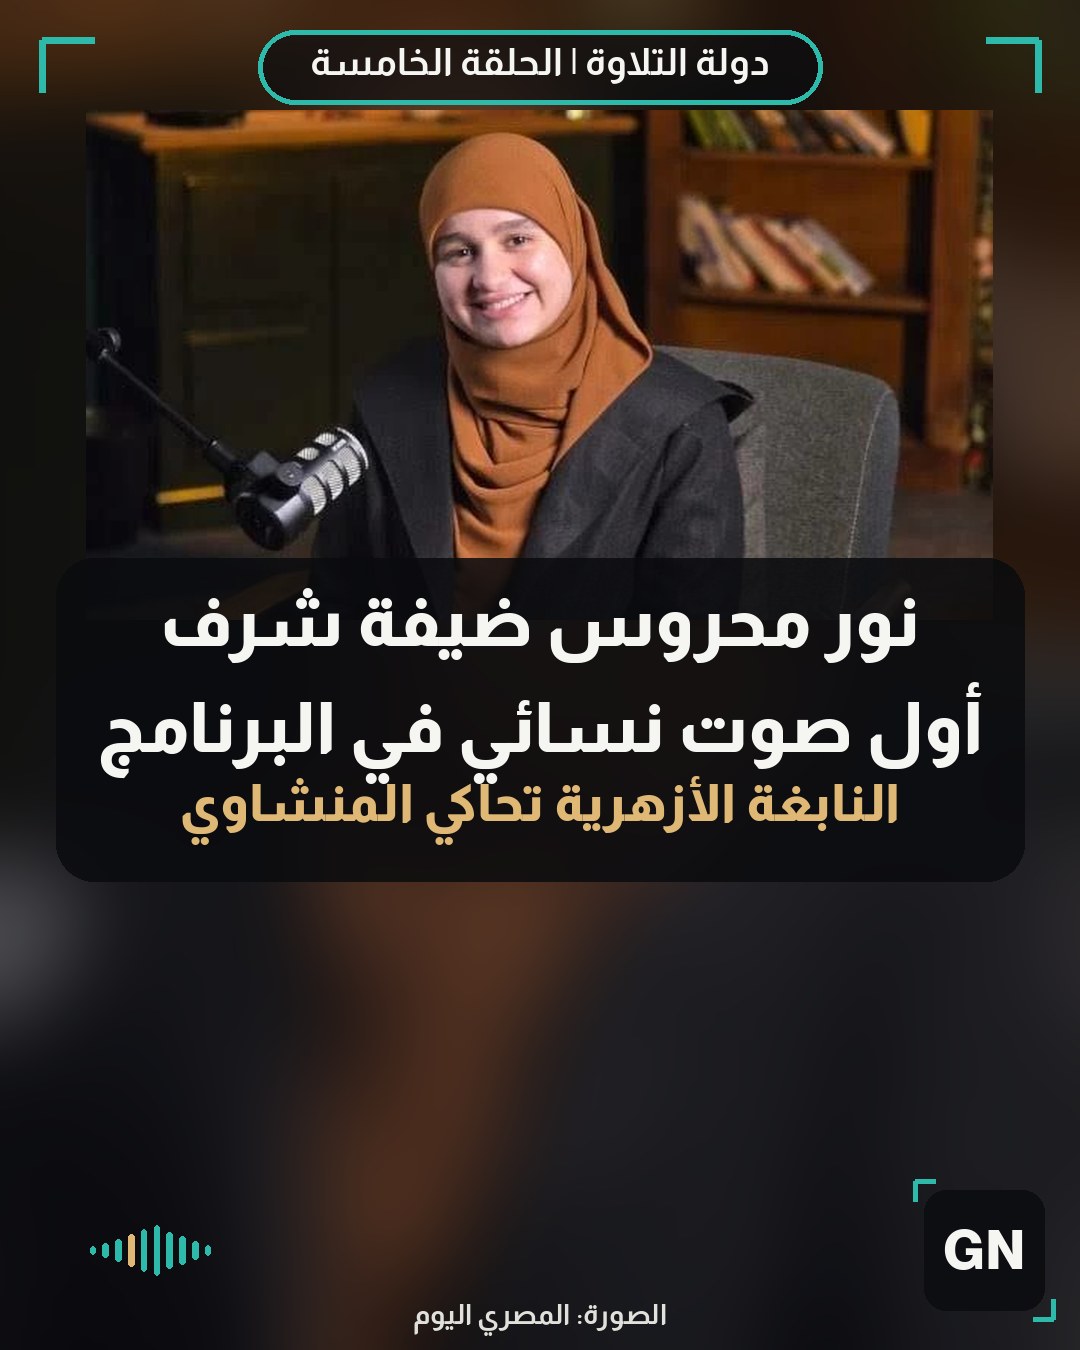 دولة التلاوة | الحلقة الخامسة
نور محروس ضيفة شرف
أول صوت نسائي في البرنامج
النابغة الأزهرية تحاكي المنشاوي
GN
الصورة: المصري اليوم